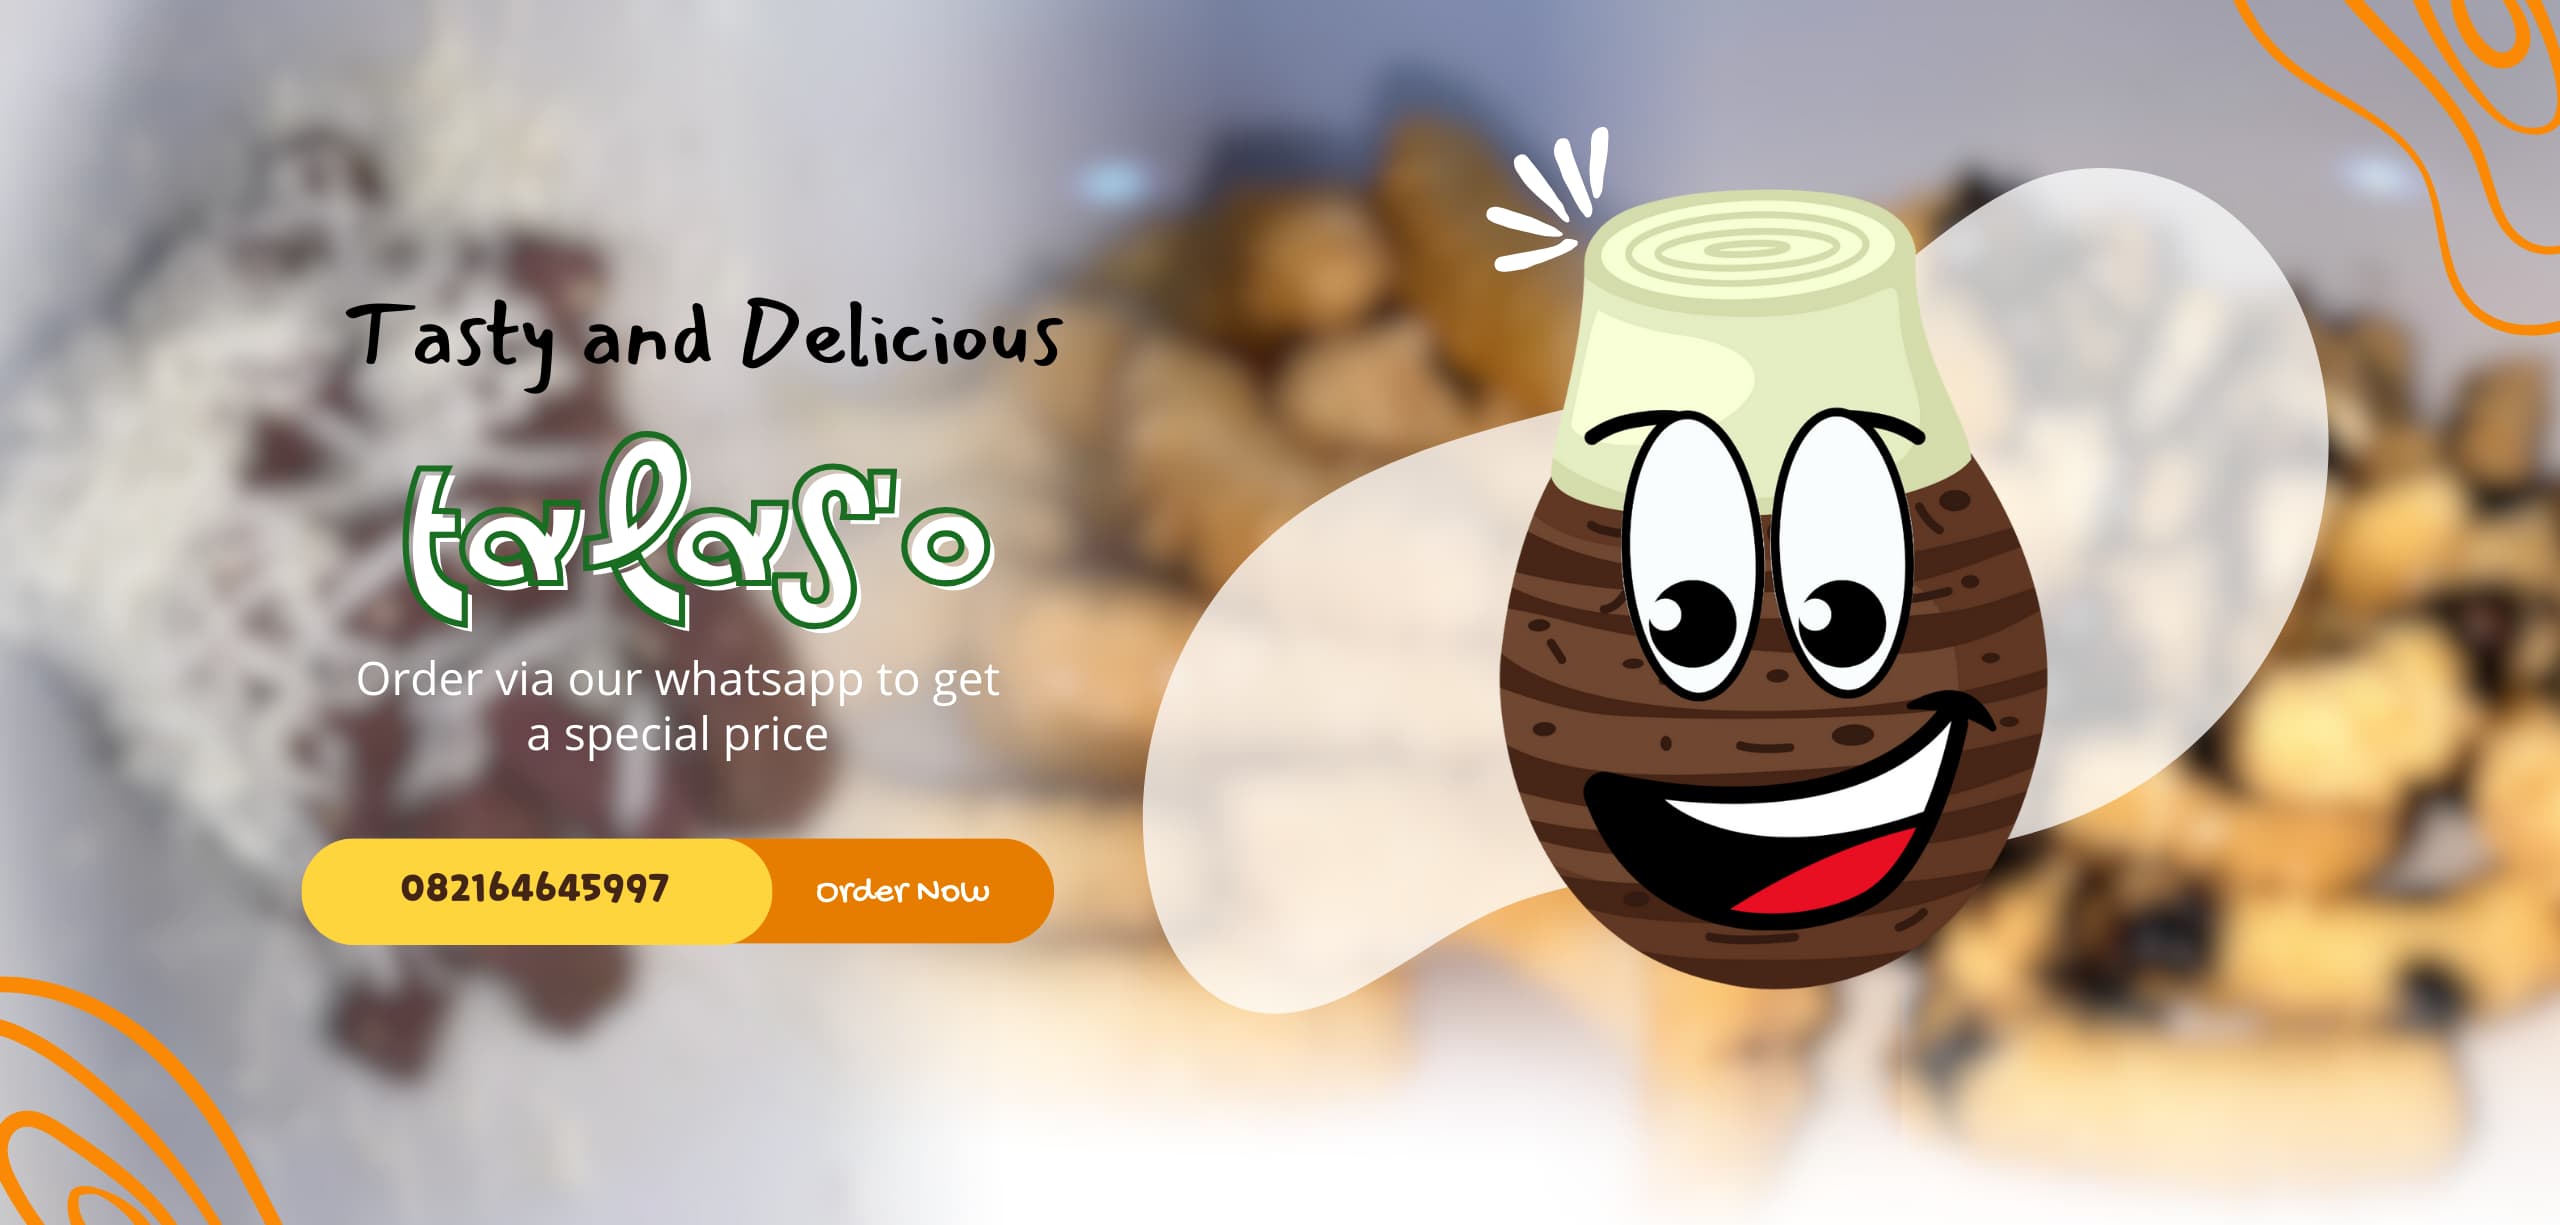 Tasty and Delicious
talas'o
Order via our whatsapp to get
a special price
082164645997
Order Now